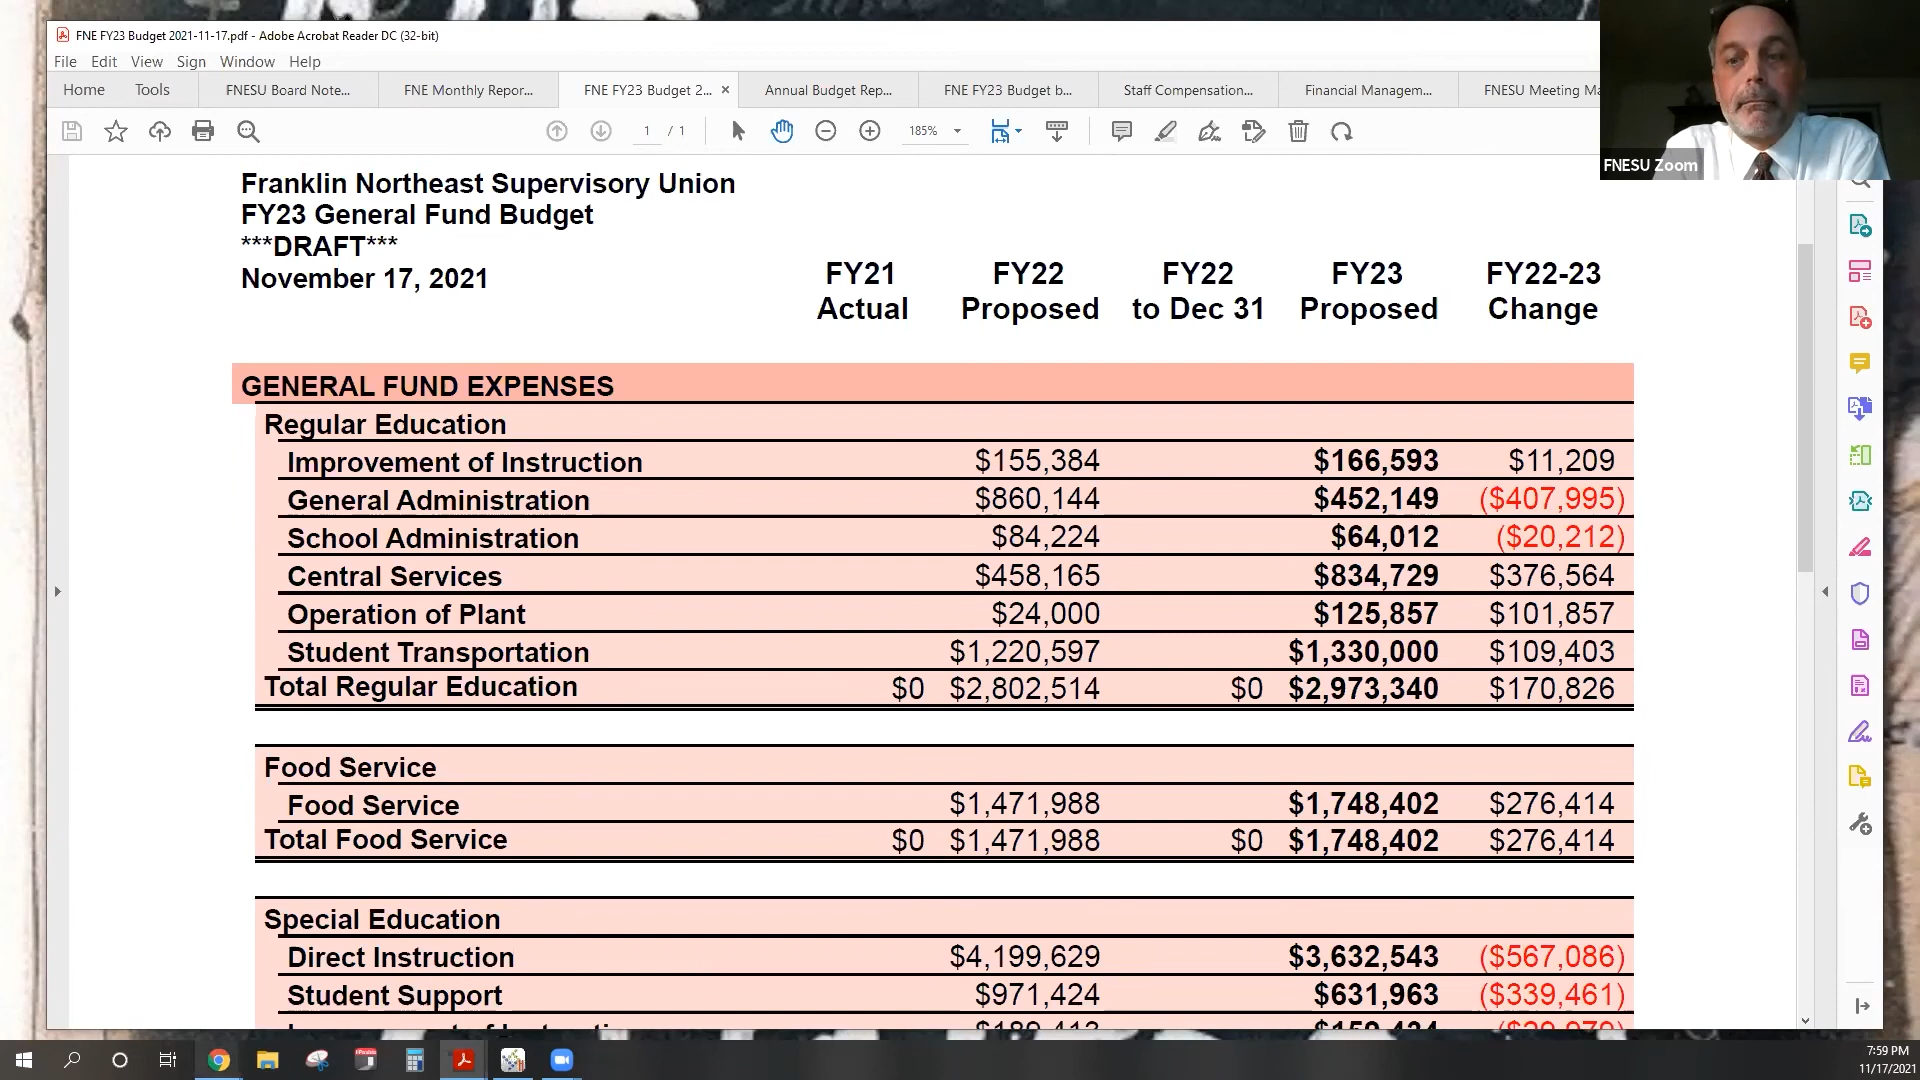 FNE FY23 Budget 2021-11-17.pdf - Adobe Acrobat Reader DC (32-bit)
File Edit View Sign Window Help
Home Tools FNESU Board Note... FNE Monthly Repor... FNE FY23 Budget 2... × Annual Budget Rep... FNE FY23 Budget b... Staff Compensation... Financial Managem... FNESU Meeting
1 / 1 185%
FNESU Zoom
Franklin Northeast Supervisory Union
FY23 General Fund Budget
***DRAFT***
November 17, 2021
FY21 FY22 FY22 FY23 FY22-23
Actual Proposed to Dec 31 Proposed Change
GENERAL FUND EXPENSES
Regular Education
Improvement of Instruction $155,384 $166,593 $11,209
General Administration $860,144 $452,149 ($407,995)
School Administration $84,224 $64,012 ($20,212)
Central Services $458,165 $834,729 $376,564
Operation of Plant $24,000 $125,857 $101,857
Student Transportation $1,220,597 $1,330,000 $109,403
Total Regular Education $0 $2,802,514 $0 $2,973,340 $170,826
Food Service
Food Service $1,471,988 $1,748,402 $276,414
Total Food Service $0 $1,471,988 $0 $1,748,402 $276,414
Special Education
Direct Instruction $4,199,629 $3,632,543 ($567,086)
Student Support $971,424 $631,963 ($339,461)
7:59 PM
11/17/2021